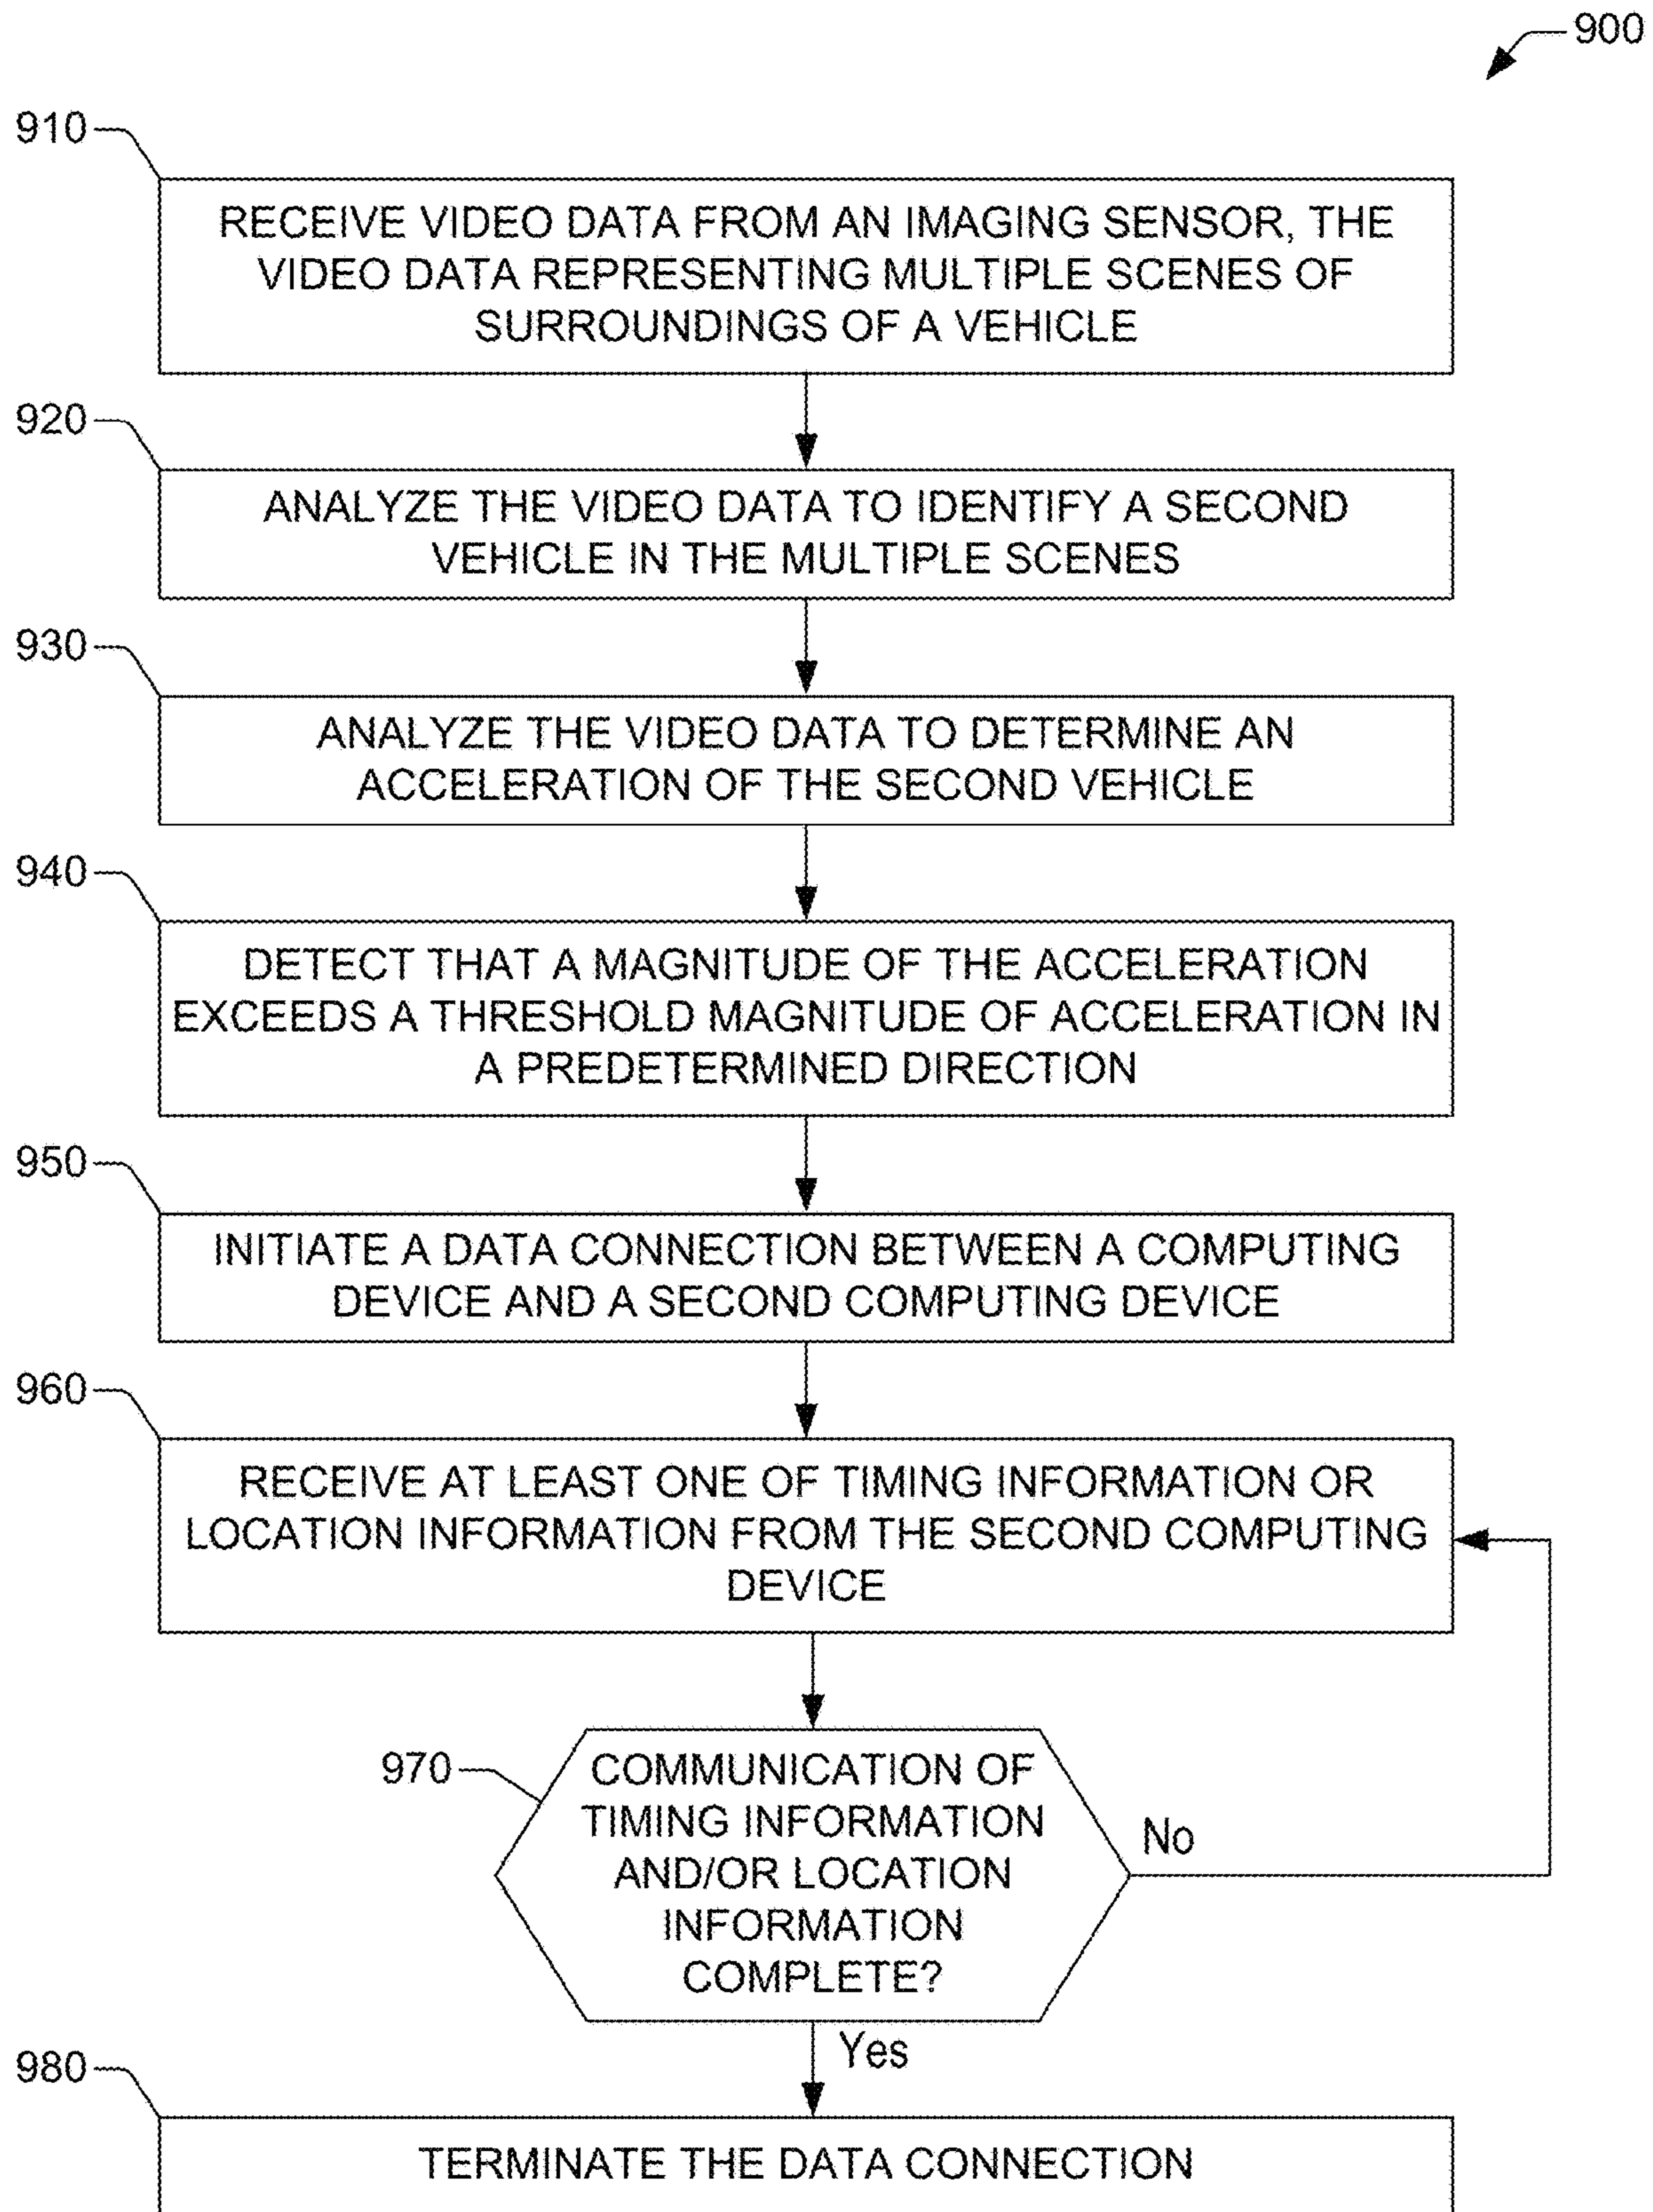 900
910
RECEIVE VIDEO DATA FROM AN IMAGING SENSOR, THE
VIDEO DATA REPRESENTING MULTIPLE SCENES OF
SURROUNDINGS OF A VEHICLE
920
ANALYZE THE VIDEO DATA TO IDENTIFY A SECOND
VEHICLE IN THE MULTIPLE SCENES
930
ANALYZE THE VIDEO DATA TO DETERMINE AN
ACCELERATION OF THE SECOND VEHICLE
940
DETECT THAT A MAGNITUDE OF THE ACCELERATION
EXCEEDS A THRESHOLD MAGNITUDE OF ACCELERATION IN
A PREDETERMINED DIRECTION
950
INITIATE A DATA CONNECTION BETWEEN A COMPUTING
DEVICE AND A SECOND COMPUTING DEVICE
960
RECEIVE AT LEAST ONE OF TIMING INFORMATION OR
LOCATION INFORMATION FROM THE SECOND COMPUTING
DEVICE
970
COMMUNICATION OF
TIMING INFORMATION
AND/OR LOCATION
INFORMATION
COMPLETE?
No
Yes
980
TERMINATE THE DATA CONNECTION